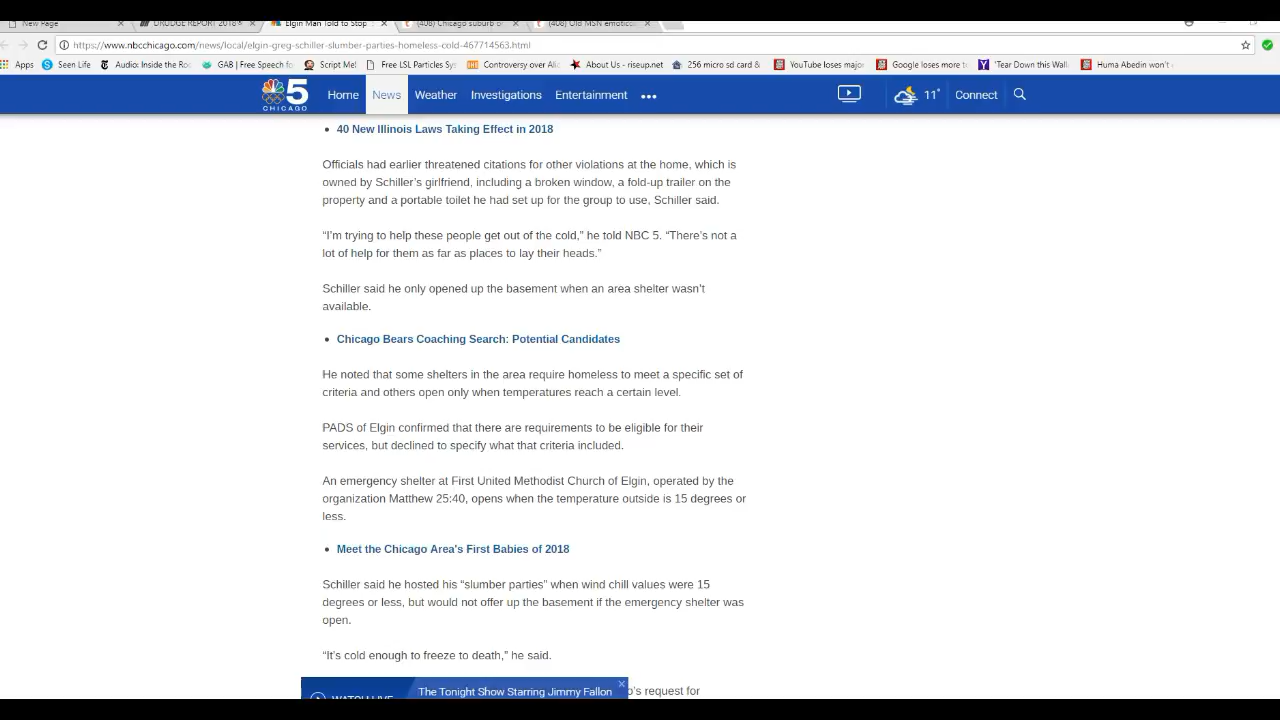 New Page
DRUDGE REPORT 2018®
Elgin Man Told to Stop
(408) Chicago suburb
(408) Old MSN emoticon
https://www.nbcchicago.com/news/local/elgin-greg-schiller-slumber-parties-homeless-cold-467714563.html
Apps Seen Life Audio: Inside the Roo GAB | Free Speech fo Script Me! Free LSL Particles Sys Controversy over Alic About Us - riseup.net 256 micro sd card & YouTube loses major Google loses more t 'Tear Down this Wall Huma Abedin won't
5 CHICAGO Home News Weather Investigations Entertainment ••• 11° Connect
• 40 New Illinois Laws Taking Effect in 2018
Officials had earlier threatened citations for other violations at the home, which is
owned by Schiller's girlfriend, including a broken window, a fold-up trailer on the
property and a portable toilet he had set up for the group to use, Schiller said.
“I'm trying to help these people get out of the cold,” he told NBC 5. “There's not a
lot of help for them as far as places to lay their heads.”
Schiller said he only opened up the basement when an area shelter wasn't
available.
• Chicago Bears Coaching Search: Potential Candidates
He noted that some shelters in the area require homeless to meet a specific set of
criteria and others open only when temperatures reach a certain level.
PADS of Elgin confirmed that there are requirements to be eligible for their
services, but declined to specify what that criteria included.
An emergency shelter at First United Methodist Church of Elgin, operated by the
organization Matthew 25:40, opens when the temperature outside is 15 degrees or
less.
• Meet the Chicago Area's First Babies of 2018
Schiller said he hosted his “slumber parties” when wind chill values were 15
degrees or less, but would not offer up the basement if the emergency shelter was
open.
“It's cold enough to freeze to death,” he said.
WATCH LIVE The Tonight Show Starring Jimmy Fallon
o's request for